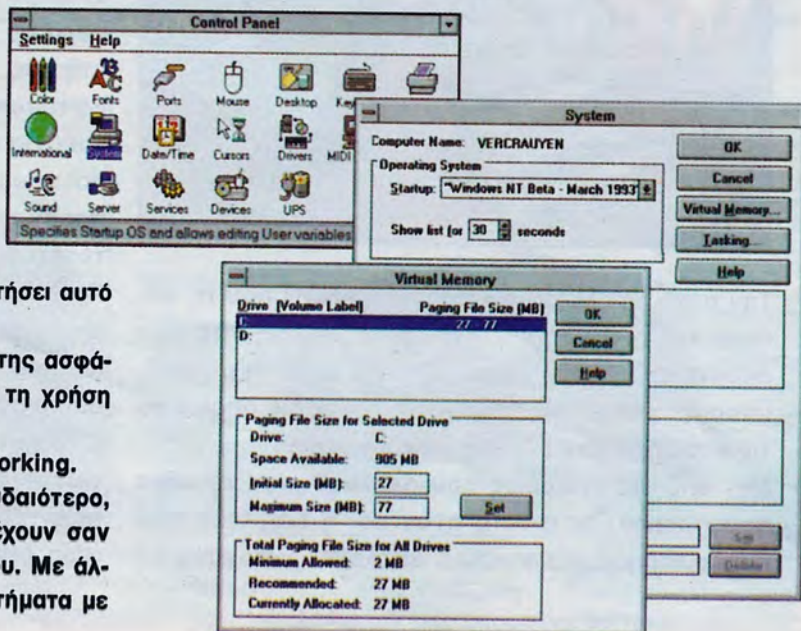 Control Panel
Settings Help
Color Fonts Ports Mouse Desktop
International System Date/Time Cursors Drivers MIDI
Sound Server Services Devices UPS
Specifies Startup OS and allows editing User variables
System
Computer Name: VERCRAUYEN
Operating System
Startup: "Windows NT Beta - March 1993"
Show list for 30 seconds
OK
Cancel
Virtual Memory...
Tasking...
Help
Virtual Memory
Drive [Volume Label] Paging File Size (MB)
C: 27 - 77
D:
OK
Cancel
Help
Paging File Size for Selected Drive
Drive: C:
Space Available: 905 MB
Initial Size (MB): 27
Maximum Size (MB): 77
Set
Total Paging File Size for All Drives
Minimum Allowed: 2 MB
Recommended: 27 MB
Currently Allocated: 27 MB
Set
Delete
τήσει αυτό
της ασφά-
τη χρήση
orking.
υδαιότερο,
έχουν σαν
υ. Με άλ-
τήματα με